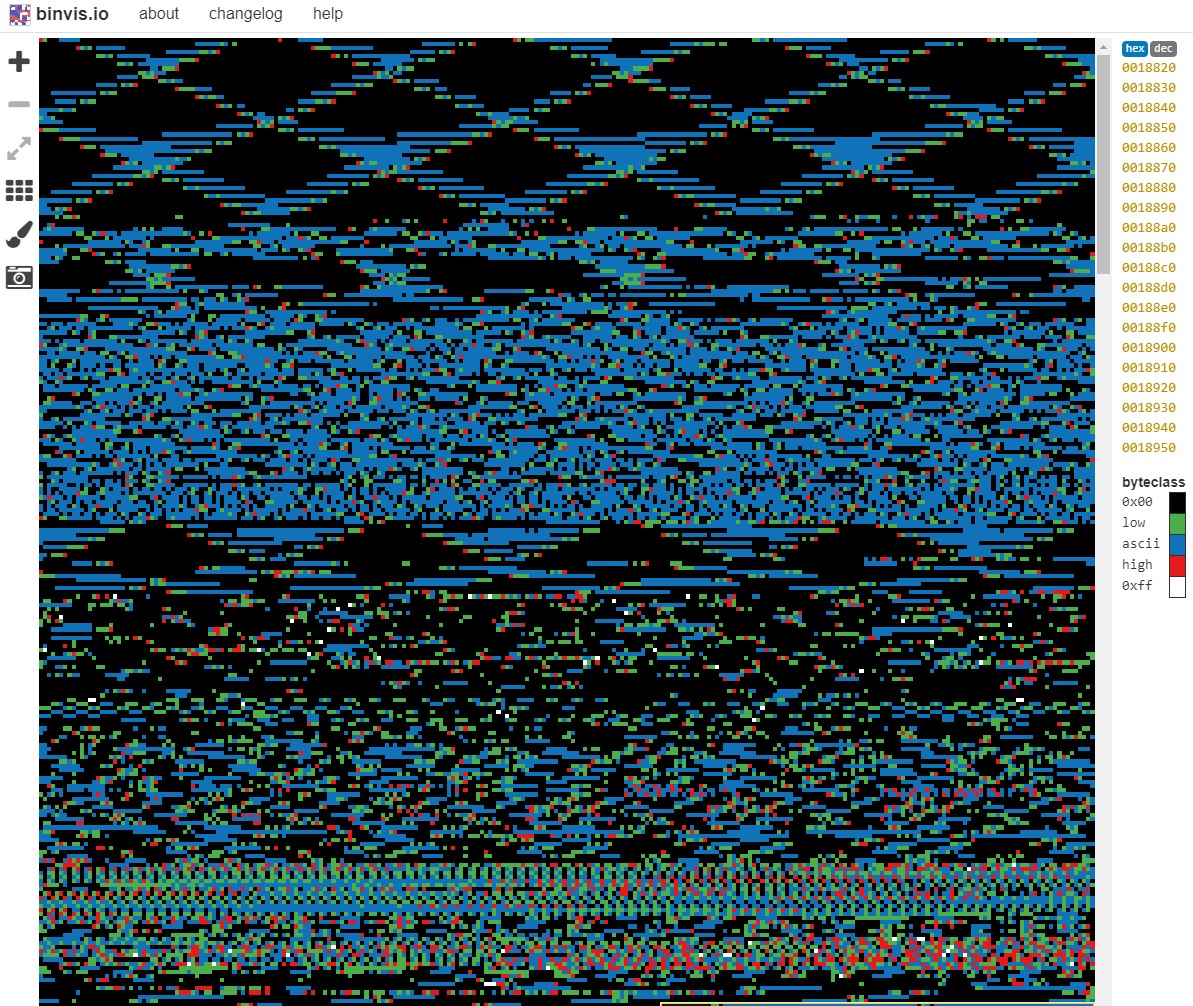 binvis.io about changelog help
hex dec
0018820
0018830
0018840
0018850
0018860
0018870
0018880
0018890
00188a0
00188b0
00188c0
00188d0
00188e0
00188f0
0018900
0018910
0018920
0018930
0018940
0018950
byteclass
0x00
low
ascii
high
0xff